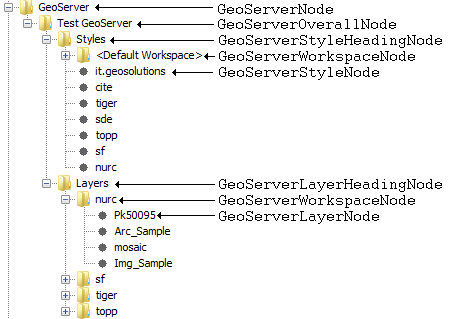 GeoServer GeoServerNode
Test GeoServer GeoServerOverallNode
Styles GeoServerStyleHeadingNode
<Default Workspace> GeoServerWorkspaceNode
it.geosolutions GeoServerStyleNode
cite
tiger
sde
topp
sf
nurc
Layers GeoServerLayerHeadingNode
nurc GeoServerWorkspaceNode
Pk50095 GeoServerLayerNode
Arc_Sample
mosaic
Img_Sample
sf
tiger
topp